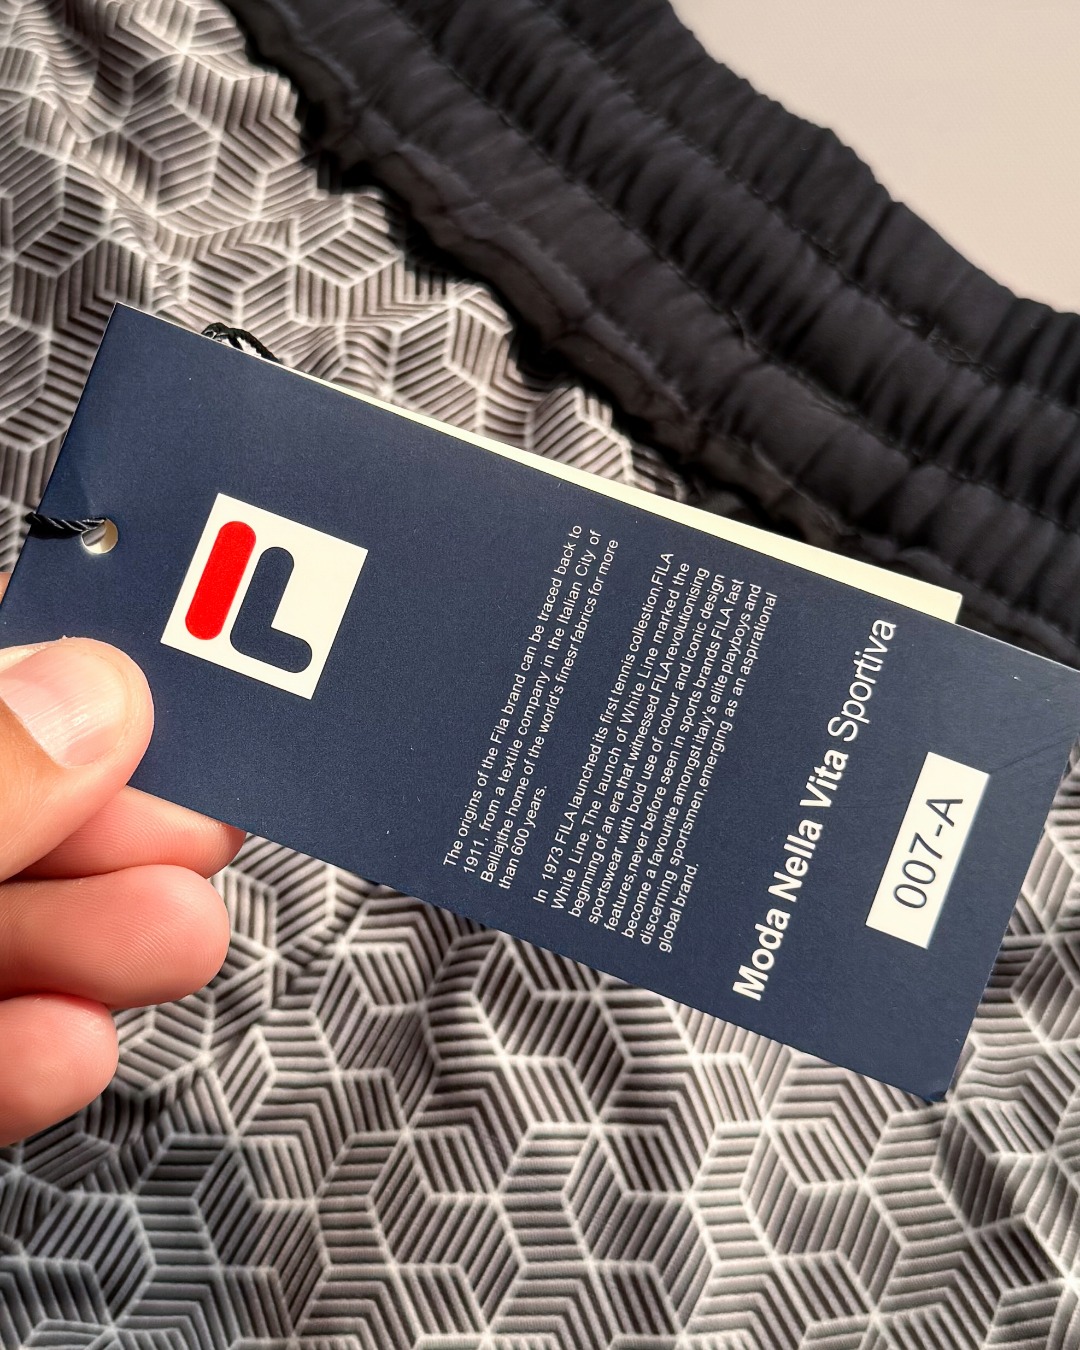 The origins of the Fila brand can be traced back to
1911, from a textile company in the Italian City of
Beilla,the home of the world's finesr fabrics for more
than 600 years.
In 1973 FILA launched its first tennis collestion,FILA
White Line.The launch of White Line marked the
beginning of an era that witnessed FILA revolutionising
sportswear with bold use of colour and iconic design
features,never before seen in sports brands FILA fast
become a favourite amongst italy's elite playboys and
discerning sportsmen,emerging as an aspirational
global brand.
Moda Nella Vita Sportiva
007-A